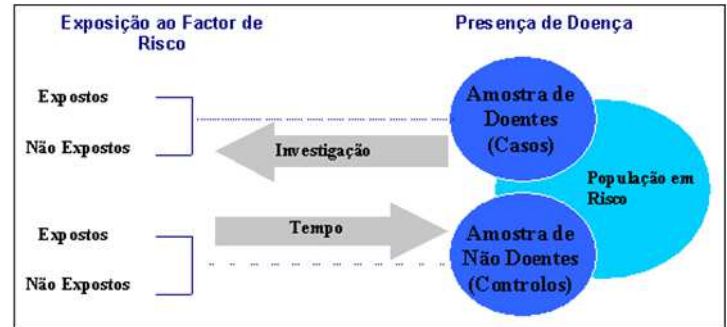 Exposição ao Factor de
Risco
Presença de Doença
Expostos
Não Expostos
Investigação
Amostra de
Doentes
(Casos)
População em
Risco
Expostos
Não Expostos
Tempo
Amostra de
Não Doentes
(Controlos)